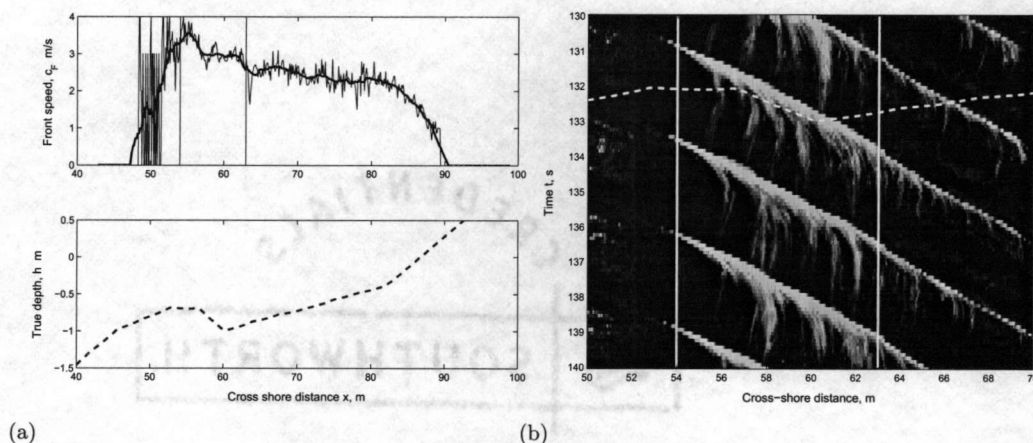 4
3
2
1
0
Front speed, c_F m/s
40 50 60 70 80 90 100
0.5
0
−0.5
−1
−1.5
True depth, h m
40 50 60 70 80 90 100
Cross shore distance x, m
(a)
130
131
132
133
134
135
136
137
138
139
140
Time t, s
50 52 54 56 58 60 62 64 66 68 70
Cross−shore distance, m
(b)
SOUTHWORTH